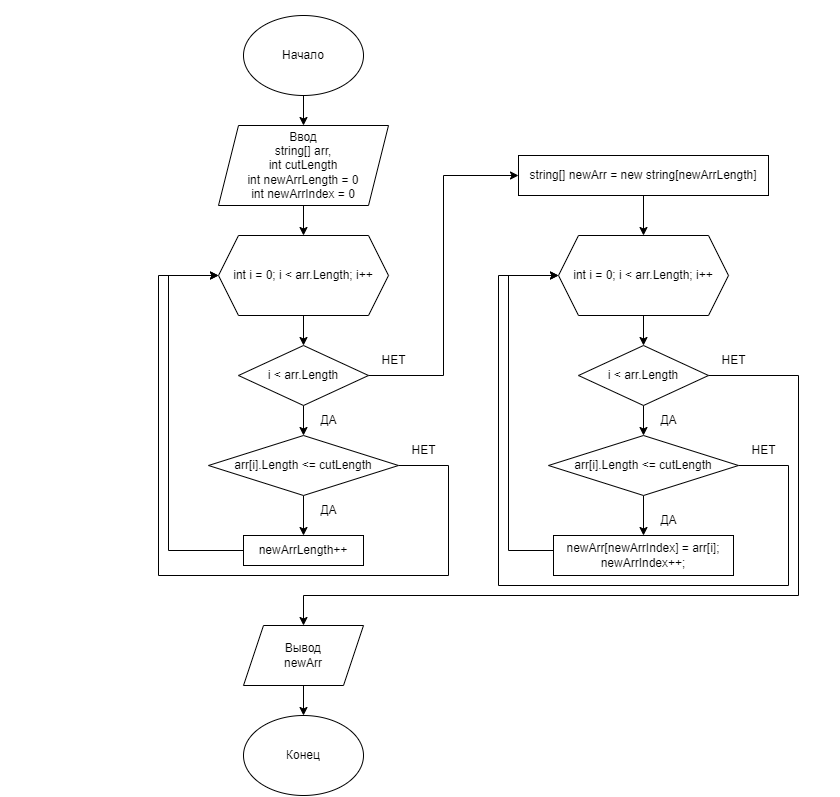 Начало
Ввод
string[] arr,
int cutLength
int newArrLength = 0
int newArrIndex = 0
int i = 0; i < arr.Length; i++
i < arr.Length
НЕТ
ДА
arr[i].Length <= cutLength
НЕТ
ДА
newArrLength++
string[] newArr = new string[newArrLength]
int i = 0; i < arr.Length; i++
i < arr.Length
НЕТ
ДА
arr[i].Length <= cutLength
НЕТ
ДА
newArr[newArrIndex] = arr[i];
newArrIndex++;
Вывод
newArr
Конец